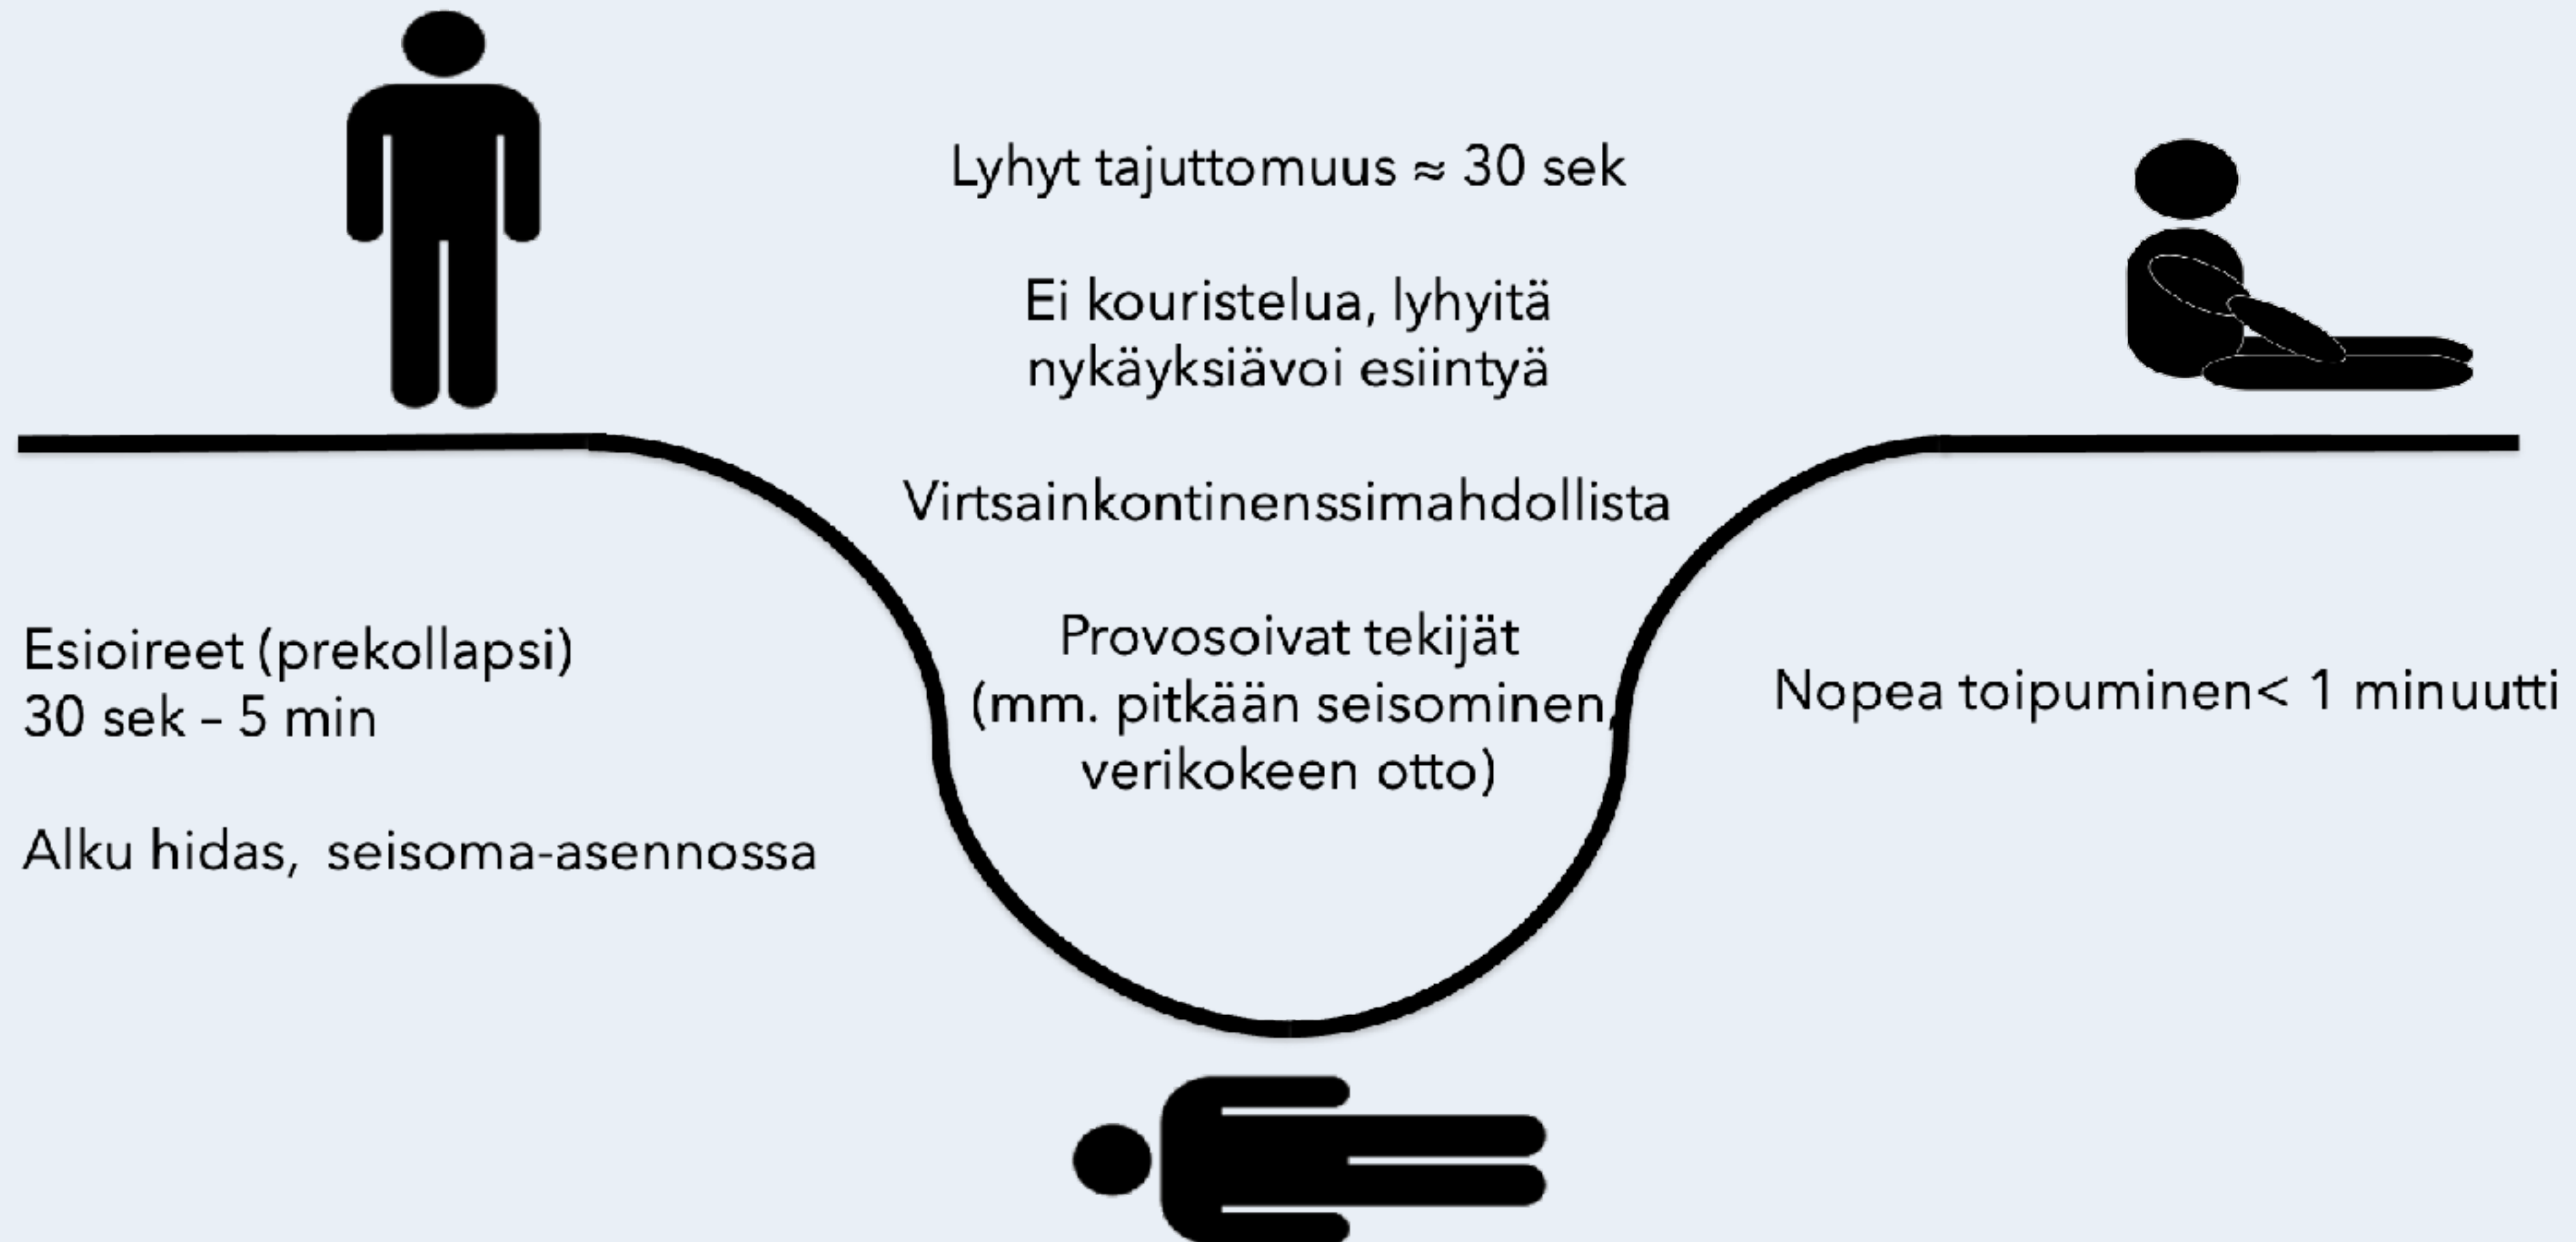 Esioireet (prekollapsi)
30 sek – 5 min
Alku hidas, seisoma-asennossa
Lyhyt tajuttomuus ≈ 30 sek
Ei kouristelua, lyhyitä
nykäyksiävoi esiintyä
Virtsainkontinenssimahdollista
Provosoivat tekijät
(mm. pitkään seisominen,
verikokeen otto)
Nopea toipuminen< 1 minuutti